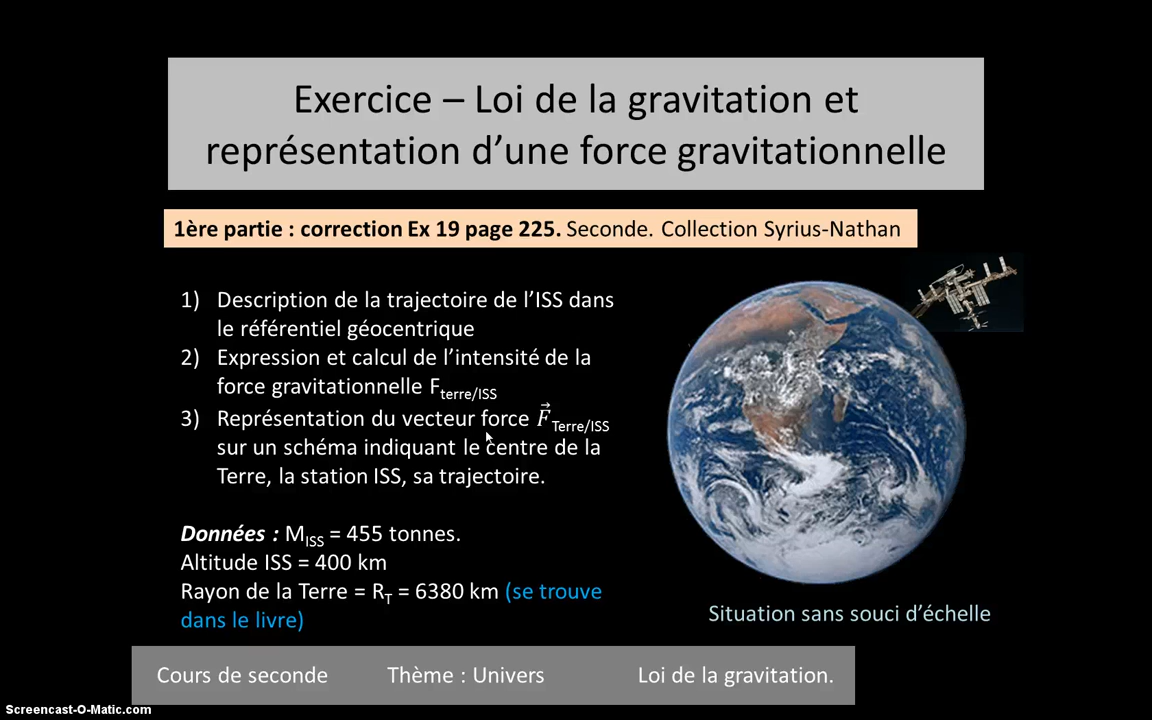 Exercice – Loi de la gravitation et
représentation d'une force gravitationnelle
1ère partie : correction Ex 19 page 225. Seconde. Collection Syrius-Nathan
1) Description de la trajectoire de l'ISS dans
le référentiel géocentrique
2) Expression et calcul de l'intensité de la
force gravitationnelle F terre/ISS
3) Représentation du vecteur force F⃗ Terre/ISS
sur un schéma indiquant le centre de la
Terre, la station ISS, sa trajectoire.
Données : M ISS = 455 tonnes.
Altitude ISS = 400 km
Rayon de la Terre = R T = 6380 km (se trouve
dans le livre)
Situation sans souci d'échelle
Cours de seconde Thème : Univers Loi de la gravitation.
Screencast-O-Matic.com